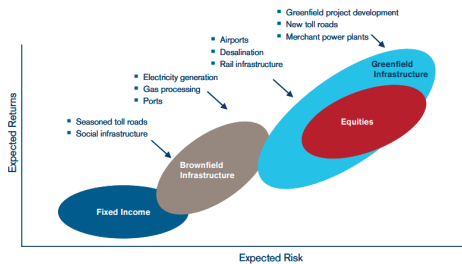 ▪ Greenfield project development
▪ New toll roads
▪ Merchant power plants
▪ Airports
▪ Desalination
▪ Rail infrastructure
▪ Electricity generation
▪ Gas processing
▪ Ports
▪ Seasoned toll roads
▪ Social infrastructure
Greenfield
Infrastructure
Equities
Brownfield
Infrastructure
Fixed Income
Expected Returns
Expected Risk